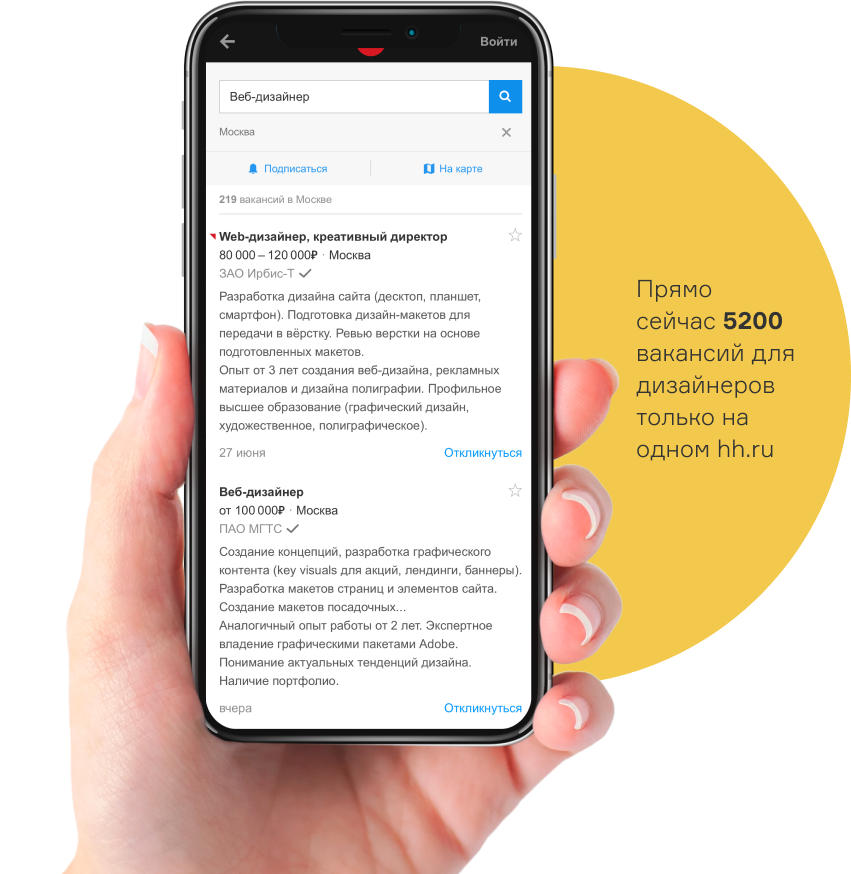 Войти
Веб-дизайнер
Москва
Подписаться
На карте
219 вакансий в Москве
Web-дизайнер, креативный директор
80 000 – 120 000₽ · Москва
ЗАО Ирбис-Т
Разработка дизайна сайта (десктоп, планшет,
смартфон). Подготовка дизайн-макетов для
передачи в вёрстку. Ревью верстки на основе
подготовленных макетов.
Опыт от 3 лет создания веб-дизайна, рекламных
материалов и дизайна полиграфии. Профильное
высшее образование (графический дизайн,
художественное, полиграфическое).
27 июня
Откликнуться
Веб-дизайнер
от 100 000₽ · Москва
ПАО МГТС
Создание концепций, разработка графического
контента (key visuals для акций, лендинги, баннеры).
Разработка макетов страниц и элементов сайта.
Создание макетов посадочных...
Аналогичный опыт работы от 2 лет. Экспертное
владение графическими пакетами Adobe.
Понимание актуальных тенденций дизайна.
Наличие портфолио.
вчера
Откликнуться
Прямо
сейчас 5200
вакансий для
дизайнеров
только на
одном hh.ru